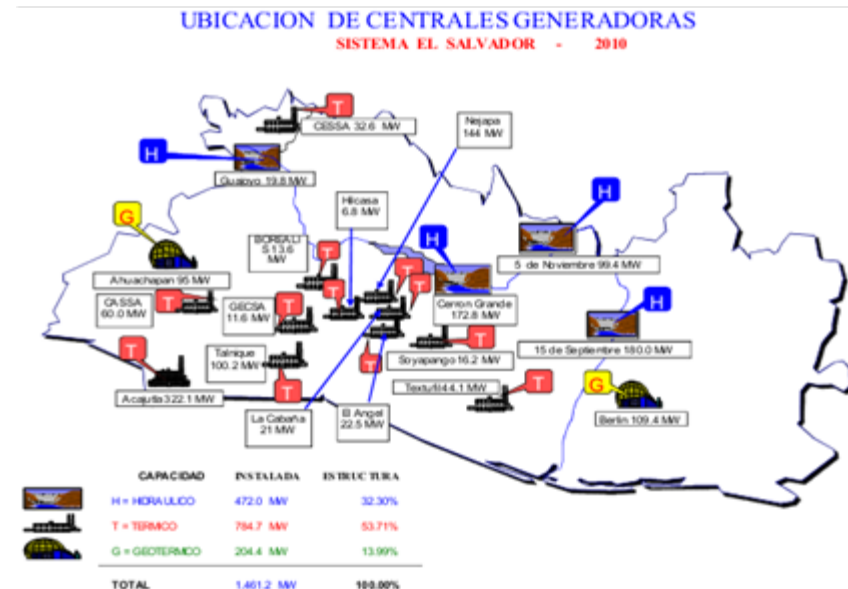 UBICACION DE CENTRALES GENERADORAS
SISTEMA EL SALVADOR - 2010
T
CESSA 32.6 MW
Nejapa
144 MW
H
Guajoyo 19.8 MW
Hilcasa
6.8 MW
H
G
BOREALI
S 13.6
MW
H
T
5 de Noviembre 99.4 MW
Ahuachapan 95 MW
T
T
T
CASSA
60.0 MW
T
GECSA
11.6 MW
T
T
Cerron Grande
172.8 MW
H
Talnique
100.2 MW
T
Soyapango 16.2 MW
T
15 de Septiembre 180.0 MW
T
Acajutla 322.1 MW
T
Textufil 44.1 MW
T
G
La Cabaña
21 MW
El Angel
22.5 MW
Berlin 109.4 MW
CAPACIDAD INSTALADA ESTRUCTURA
H = HIDRAULICO 472.0 MW 32.30%
T = TERMICO 784.7 MW 53.71%
G = GEOTERMICO 204.4 MW 13.99%
TOTAL 1.461.2 MW 100.00%